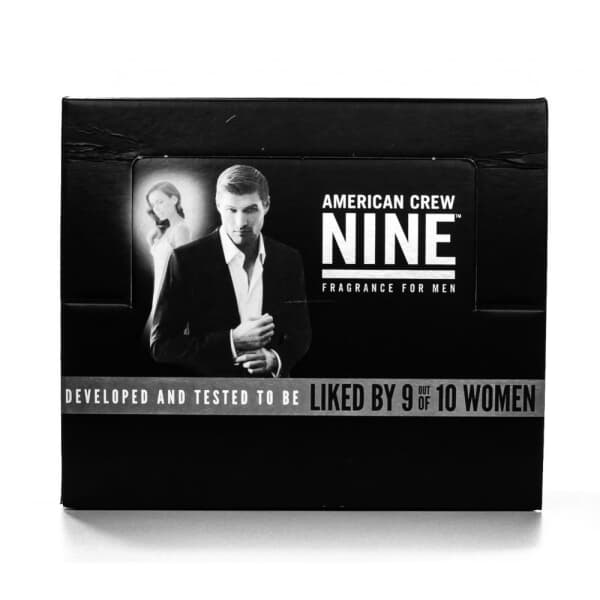 AMERICAN CREW
NINE™
FRAGRANCE FOR MEN
DEVELOPED AND TESTED TO BE LIKED BY 9 OUT OF 10 WOMEN